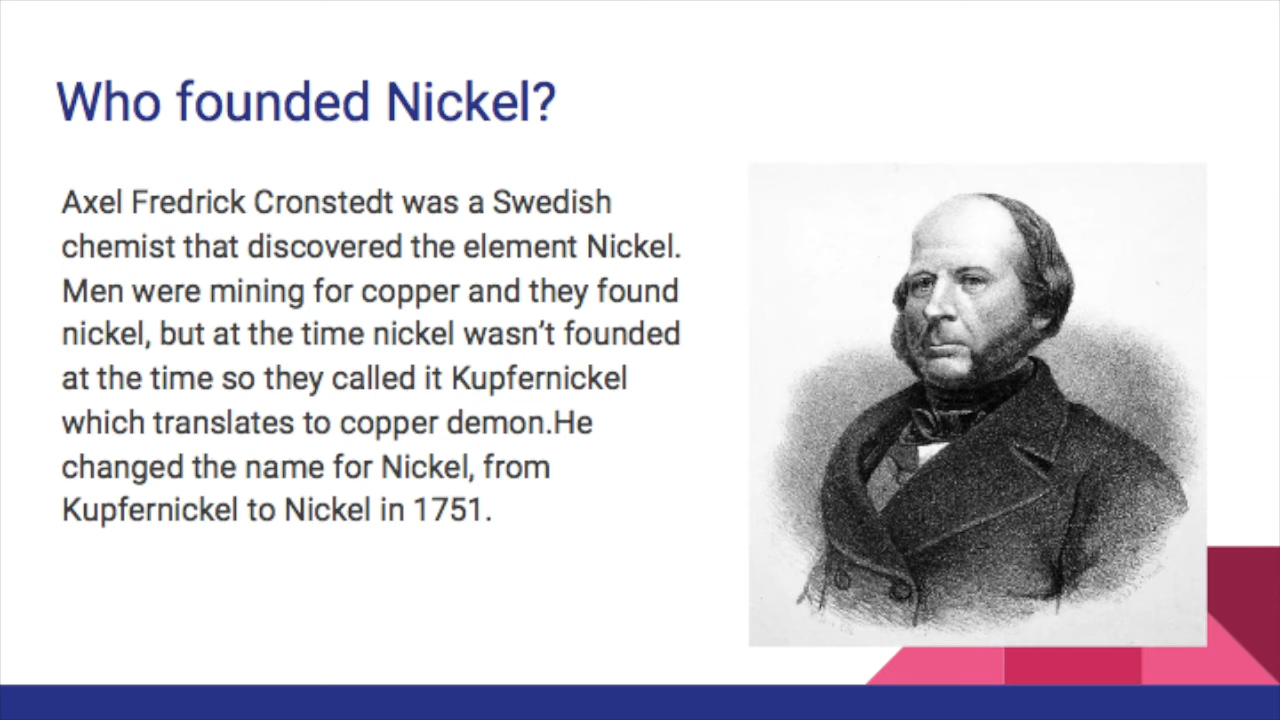 Who founded Nickel?
Axel Fredrick Cronstedt was a Swedish
chemist that discovered the element Nickel.
Men were mining for copper and they found
nickel, but at the time nickel wasn’t founded
at the time so they called it Kupfernickel
which translates to copper demon.He
changed the name for Nickel, from
Kupfernickel to Nickel in 1751.